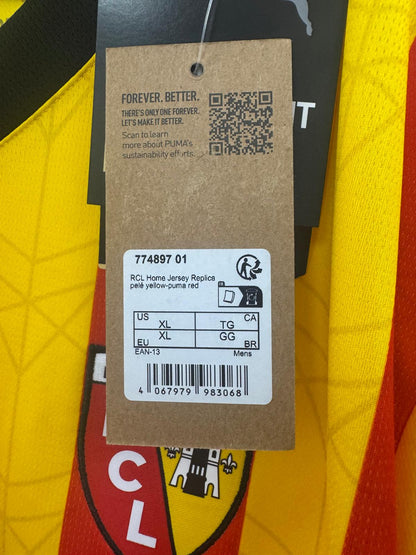 NT
FOREVER. BETTER.
THERE'S ONLY ONE FOREVER.
LET'S MAKE IT BETTER.
Scan to learn
more about PUMA's
sustainability efforts.
774897 01
RCL Home Jersey Replica
pelé yellow-puma red
FR
US XL TG CA
EU XL GG BR
EAN-13 Mens
4 067979 983068
R
C
L